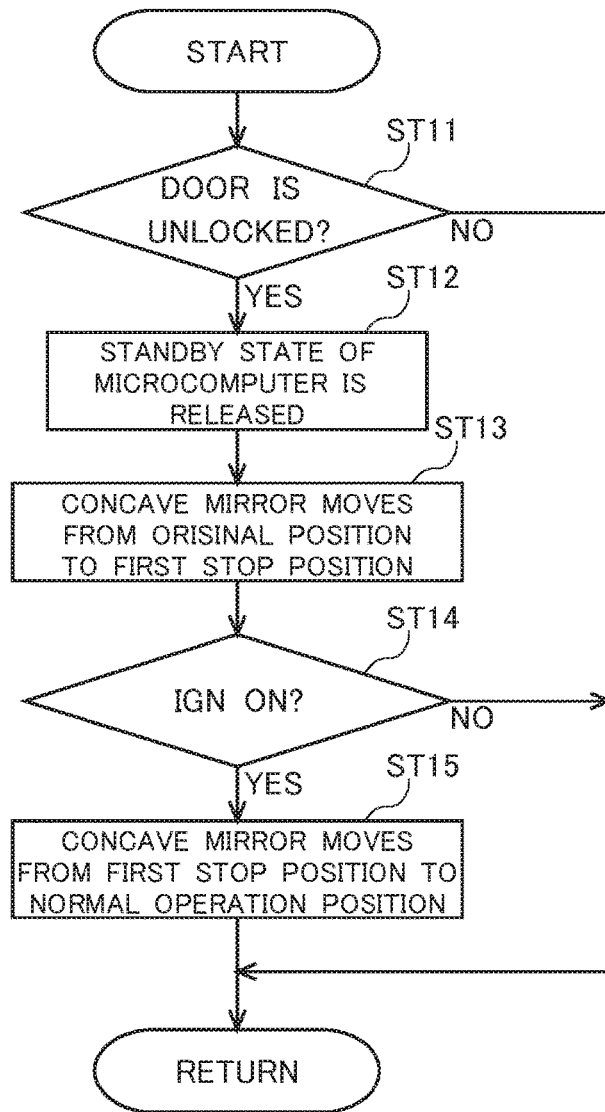 START
ST11
DOOR IS
UNLOCKED?
NO
YES
ST12
STANDBY STATE OF
MICROCOMPUTER IS
RELEASED
ST13
CONCAVE MIRROR MOVES
FROM ORISINAL POSITION
TO FIRST STOP POSITION
ST14
IGN ON?
NO
YES
ST15
CONCAVE MIRROR MOVES
FROM FIRST STOP POSITION TO
NORMAL OPERATION POSITION
RETURN